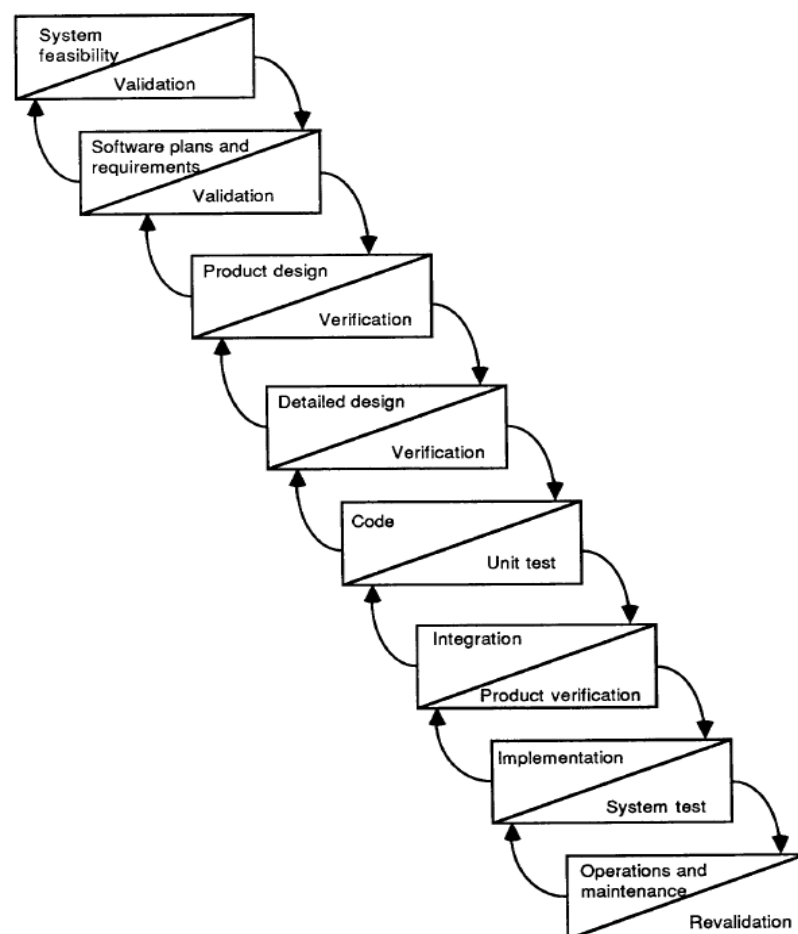 System
feasibility
Validation
Software plans and
requirements
Validation
Product design
Verification
Detailed design
Verification
Code
Unit test
Integration
Product verification
Implementation
System test
Operations and
maintenance
Revalidation